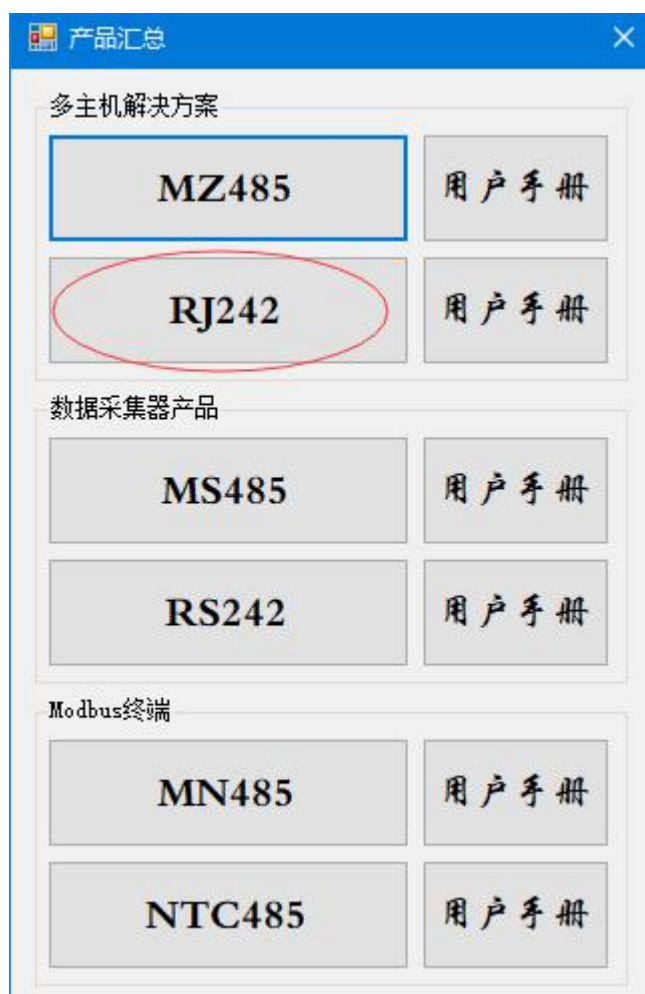 产品汇总
多主机解决方案
MZ485 用户手册
RJ242 用户手册
数据采集器产品
MS485 用户手册
RS242 用户手册
Modbus终端
MN485 用户手册
NTC485 用户手册